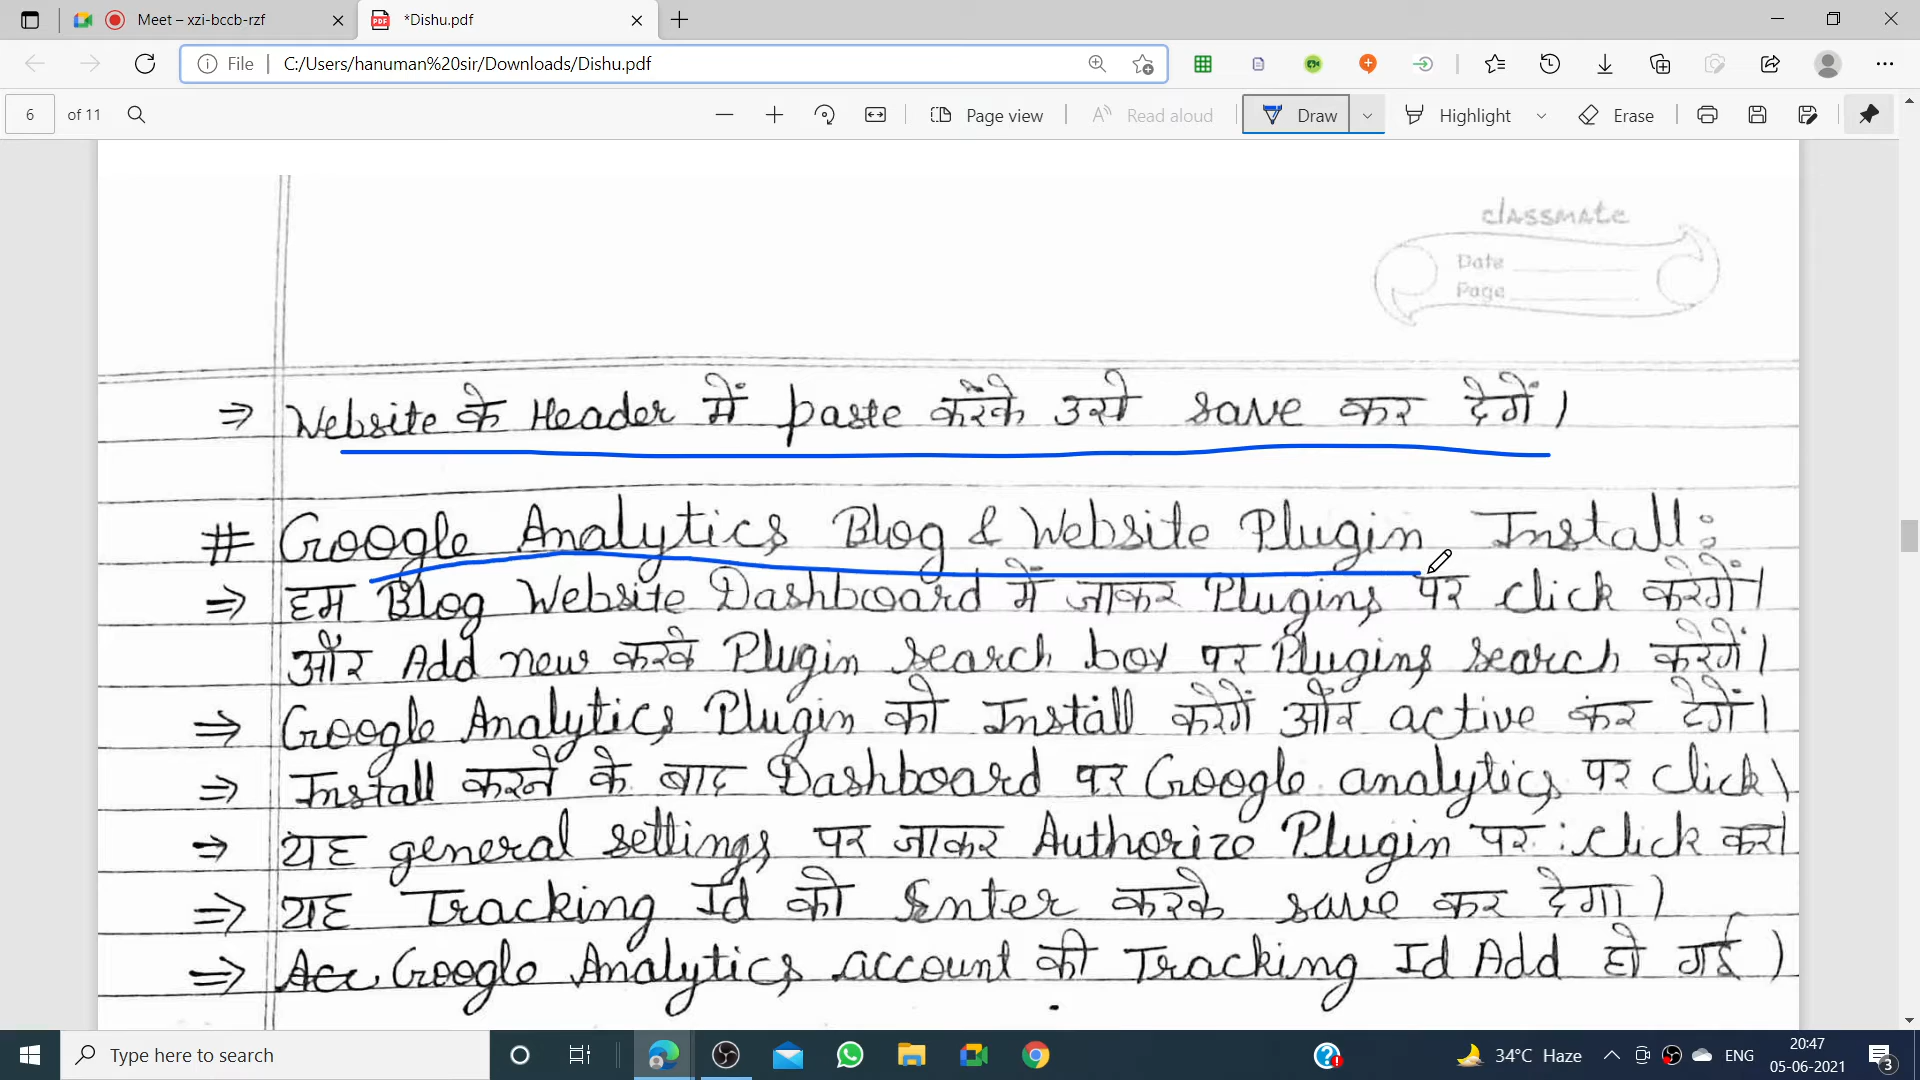 Meet – xzi-bccb-rzf
*Dishu.pdf
File
C:/Users/hanuman%20sir/Downloads/Dishu.pdf
6 of 11
Page view
Read aloud
Draw
Highlight
Erase
classmate
Date
Page
⇒ Website के Header में paste करके उसे save कर देगें।
# Google Analytics Blog & Website Plugin Install:
⇒ हम Blog Website Dashboard में जाकर Plugins पर click करेगें।
और Add new करके Plugin search box पर Plugins search करेगें।
⇒ Google Analytics Plugin को Install करेगें और active कर देगें।
⇒ Install करने के बाद Dashboard पर Google analytics पर click
⇒ यह general settings पर जाकर Authorize Plugin पर click कर।
⇒ यह Tracking Id को Enter करके save कर देगा।
⇒ Google Analytics account की Tracking Id Add हो गई।
Type here to search
34°C Haze
ENG
20:47
05-06-2021
3